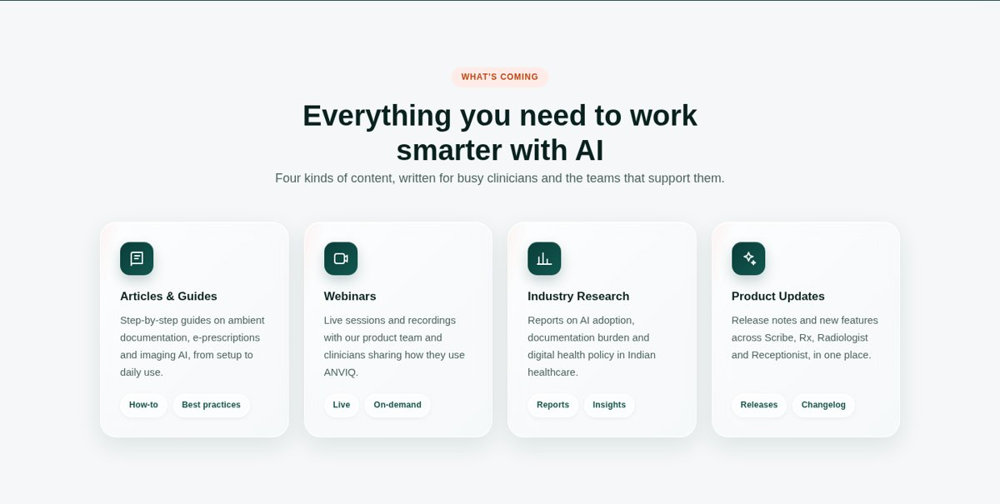 WHAT'S COMING
Everything you need to work
smarter with AI
Four kinds of content, written for busy clinicians and the teams that support them.
Articles & Guides
Step-by-step guides on ambient
documentation, e-prescriptions
and imaging AI, from setup to
daily use.
How-to
Best practices
Webinars
Live sessions and recordings
with our product team and
clinicians sharing how they use
ANVIQ.
Live
On-demand
Industry Research
Reports on AI adoption,
documentation burden and
digital health policy in Indian
healthcare.
Reports
Insights
Product Updates
Release notes and new features
across Scribe, Rx, Radiologist
and Receptionist, in one place.
Releases
Changelog